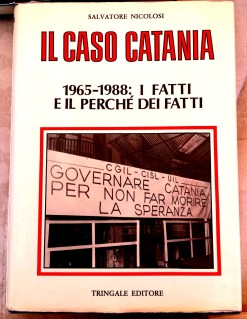 SALVATORE NICOLOSI
IL CASO CATANIA
1965-1988: I FATTI
E IL PERCHÉ DEI FATTI
CGIL-CISL-UIL
GOVERNARE CATANIA
PER NON FAR MORIRE
LA SPERANZA
TRINGALE EDITORE